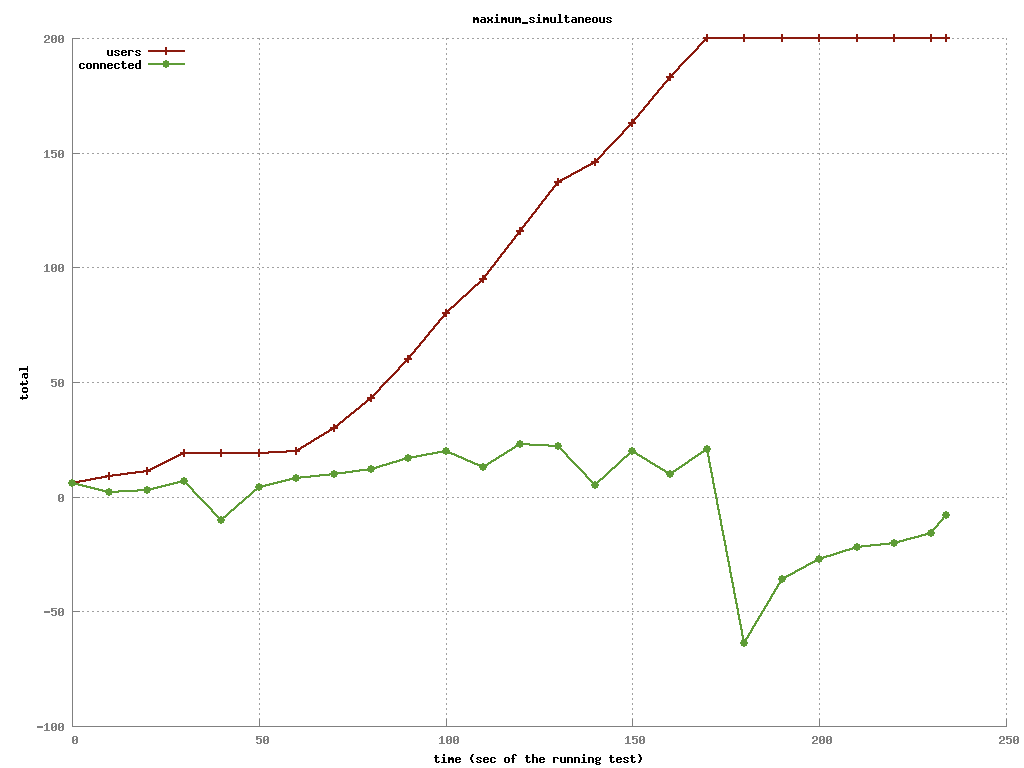 maximum_simultaneous
200
users
connected
150
100
total
50
0
-50
-100
0 50 100 150 200 250
time (sec of the running test)